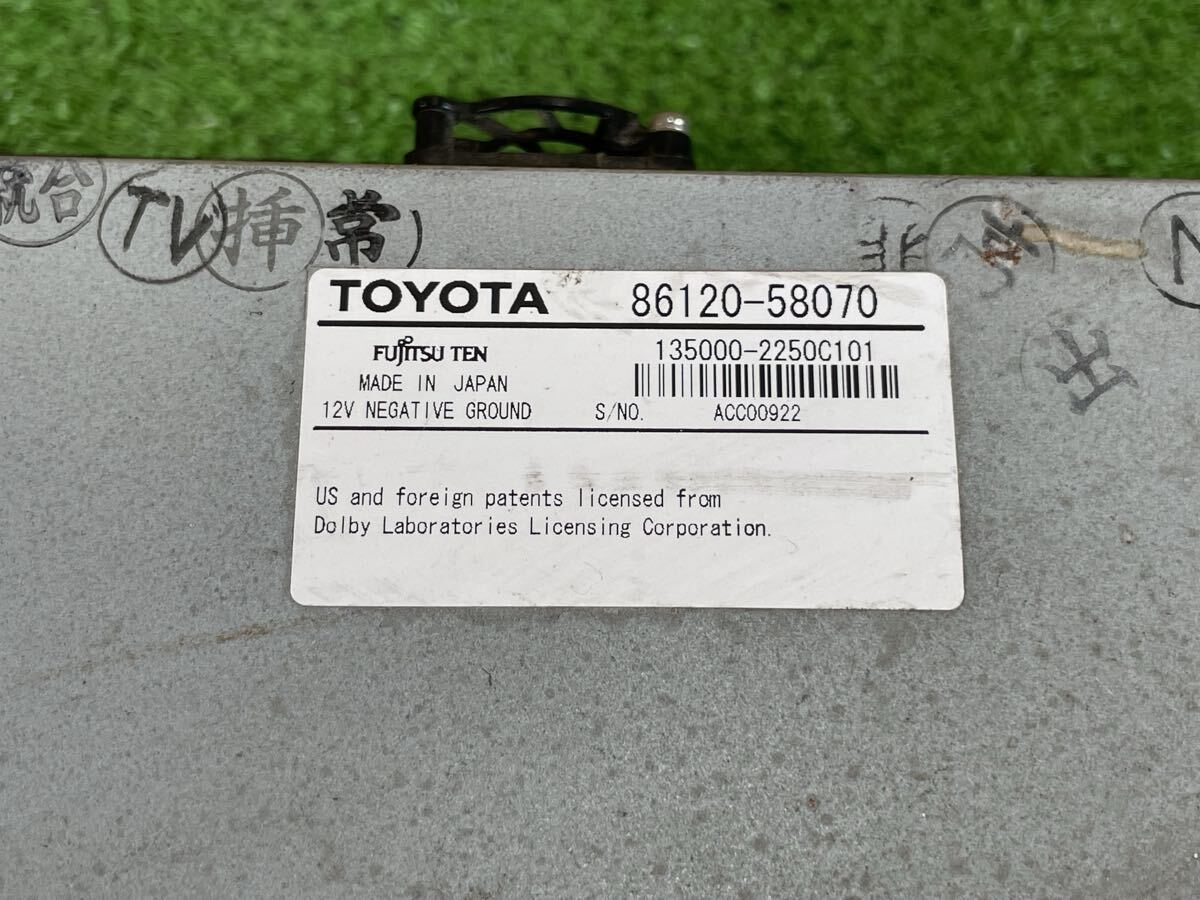 統合 TV 挿 常
TOYOTA 86120-58070
FUJITSU TEN 135000-2250C101
MADE IN JAPAN
12V NEGATIVE GROUND S/NO. ACC00922
US and foreign patents licensed from
Dolby Laboratories Licensing Corporation.
出